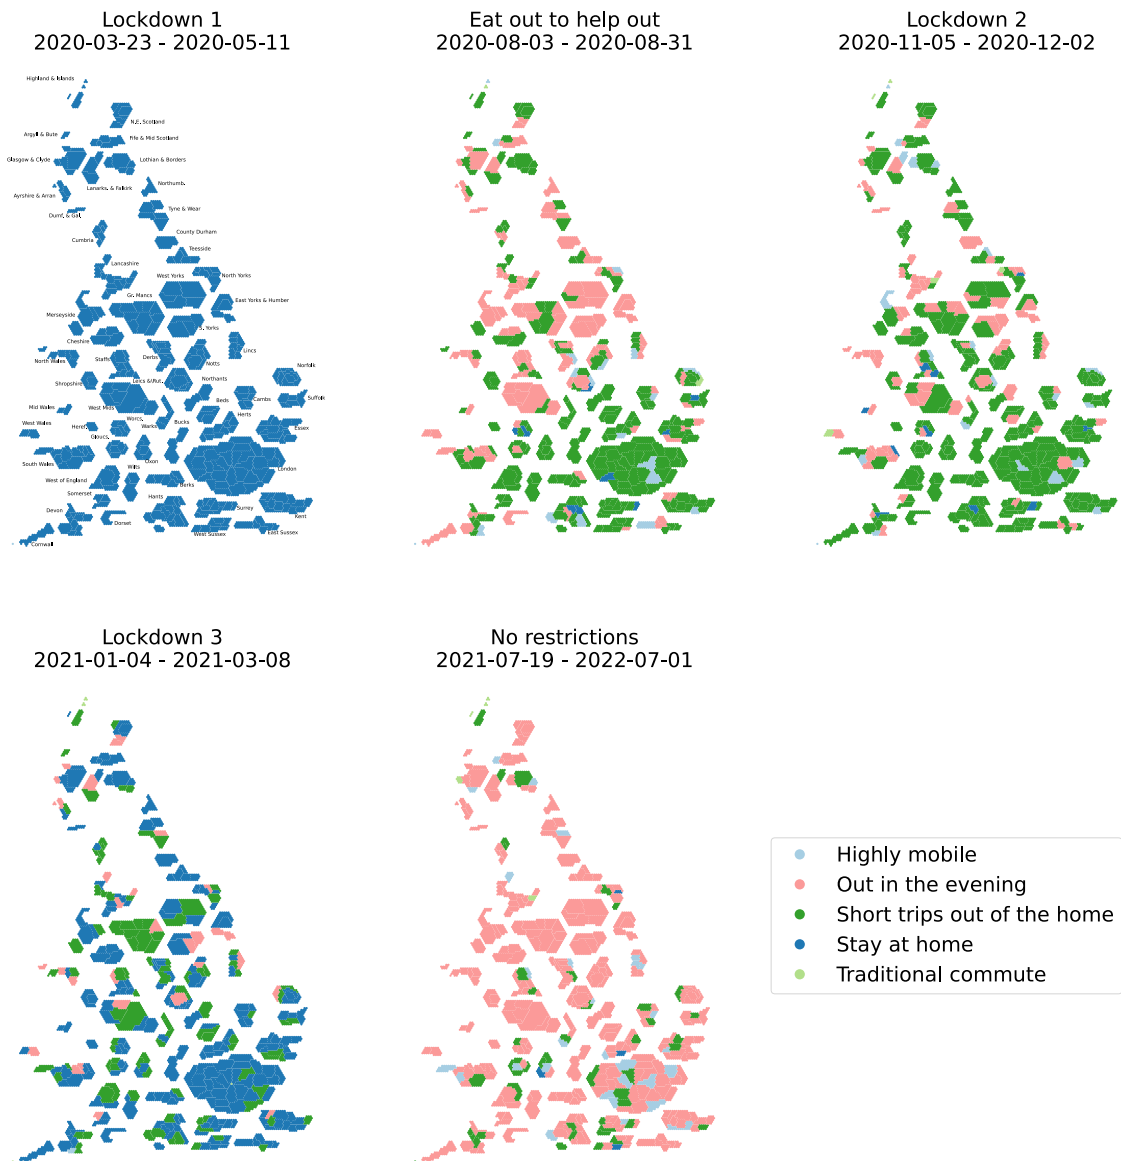 Lockdown 1
2020-03-23 - 2020-05-11
Eat out to help out
2020-08-03 - 2020-08-31
Lockdown 2
2020-11-05 - 2020-12-02
Highland & Islands
N.E. Scotland
Argyll & Bute
Fife & Mid Scotland
Glasgow & Clyde
Lothian & Borders
Lanarks. & Falkirk
Northumb.
Ayrshire & Arran
Tyne & Wear
Dumf. & Gal.
County Durham
Cumbria
Teesside
Lancashire
West Yorks
North Yorks
Gr. Mancs
East Yorks & Humber
Merseyside
S. Yorks
Cheshire
Lincs
North Wales
Staffs
Derbs
Notts
Norfolk
Shropshire
Leics & Rut.
Northants
Beds
Cambs
Suffolk
Mid Wales
West Mids
Herts
West Wales
Worcs.
Heref.
Warks
Bucks
Essex
Gloucs.
South Wales
Oxon
London
Wilts
West of England
Berks
Somerset
Hants
Surrey
Devon
Kent
Dorset
West Sussex
East Sussex
Cornwall
Lockdown 3
2021-01-04 - 2021-03-08
No restrictions
2021-07-19 - 2022-07-01
Highly mobile
Out in the evening
Short trips out of the home
Stay at home
Traditional commute